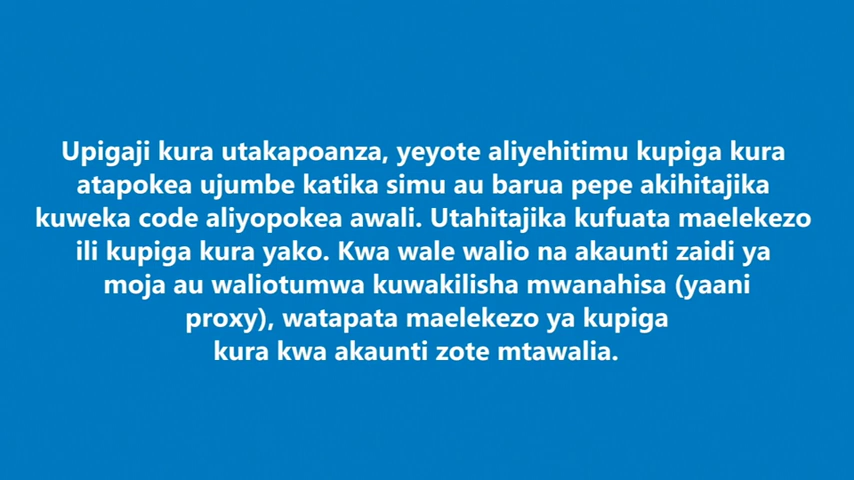 Upigaji kura utakapoanza, yeyote aliyehitimu kupiga kura
atapokea ujumbe katika simu au barua pepe akihitajika
kuweka code aliyopokea awali. Utahitajika kufuata maelekezo
ili kupiga kura yako. Kwa wale walio na akaunti zaidi ya
moja au waliotumwa kuwakilisha mwanahisa (yaani
proxy), watapata maelekezo ya kupiga
kura kwa akaunti zote mtawalia.